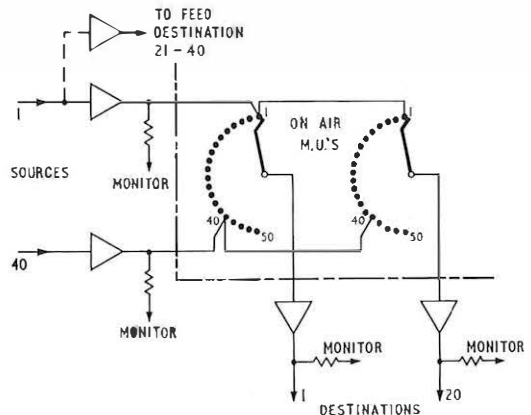 TO FEED
DESTINATION
21-40
1
SOURCES
MONITOR
40
MONITOR
1
ON AIR
M.U.'S
1
40
50
40
50
MONITOR
MONITOR
1
20
DESTINATIONS